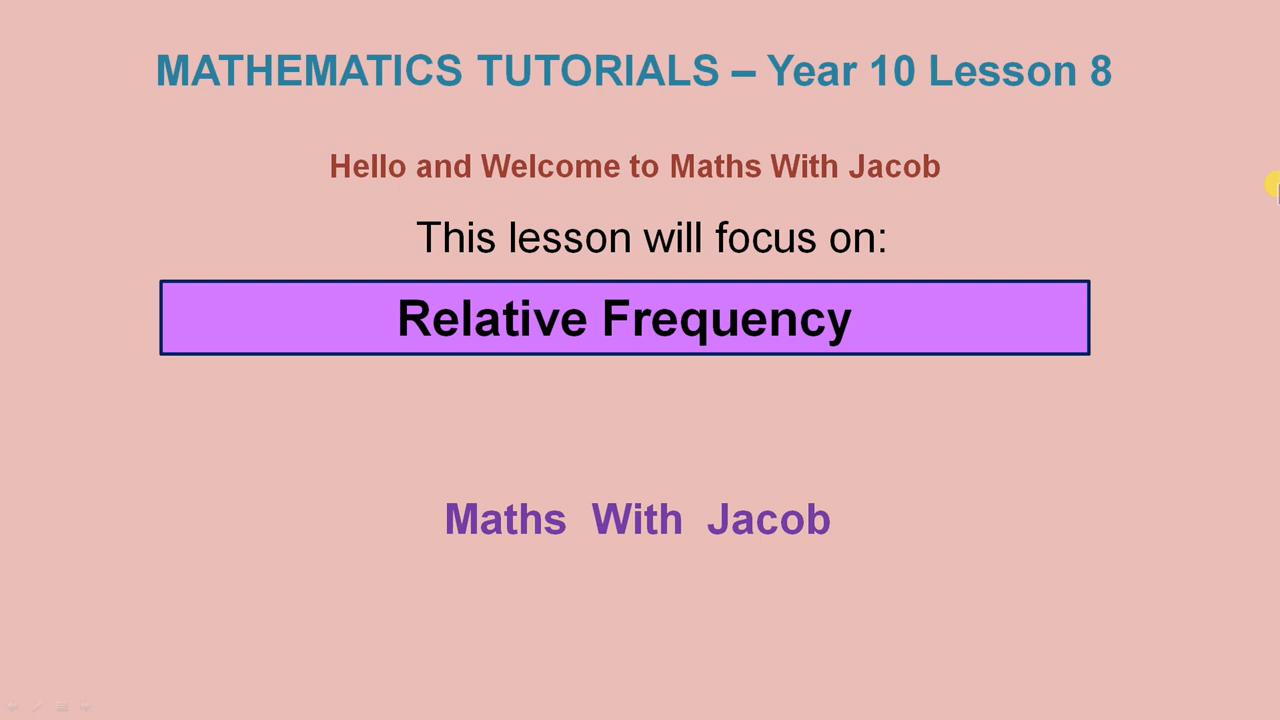 MATHEMATICS TUTORIALS – Year 10 Lesson 8
Hello and Welcome to Maths With Jacob
This lesson will focus on:
Relative Frequency
Maths With Jacob